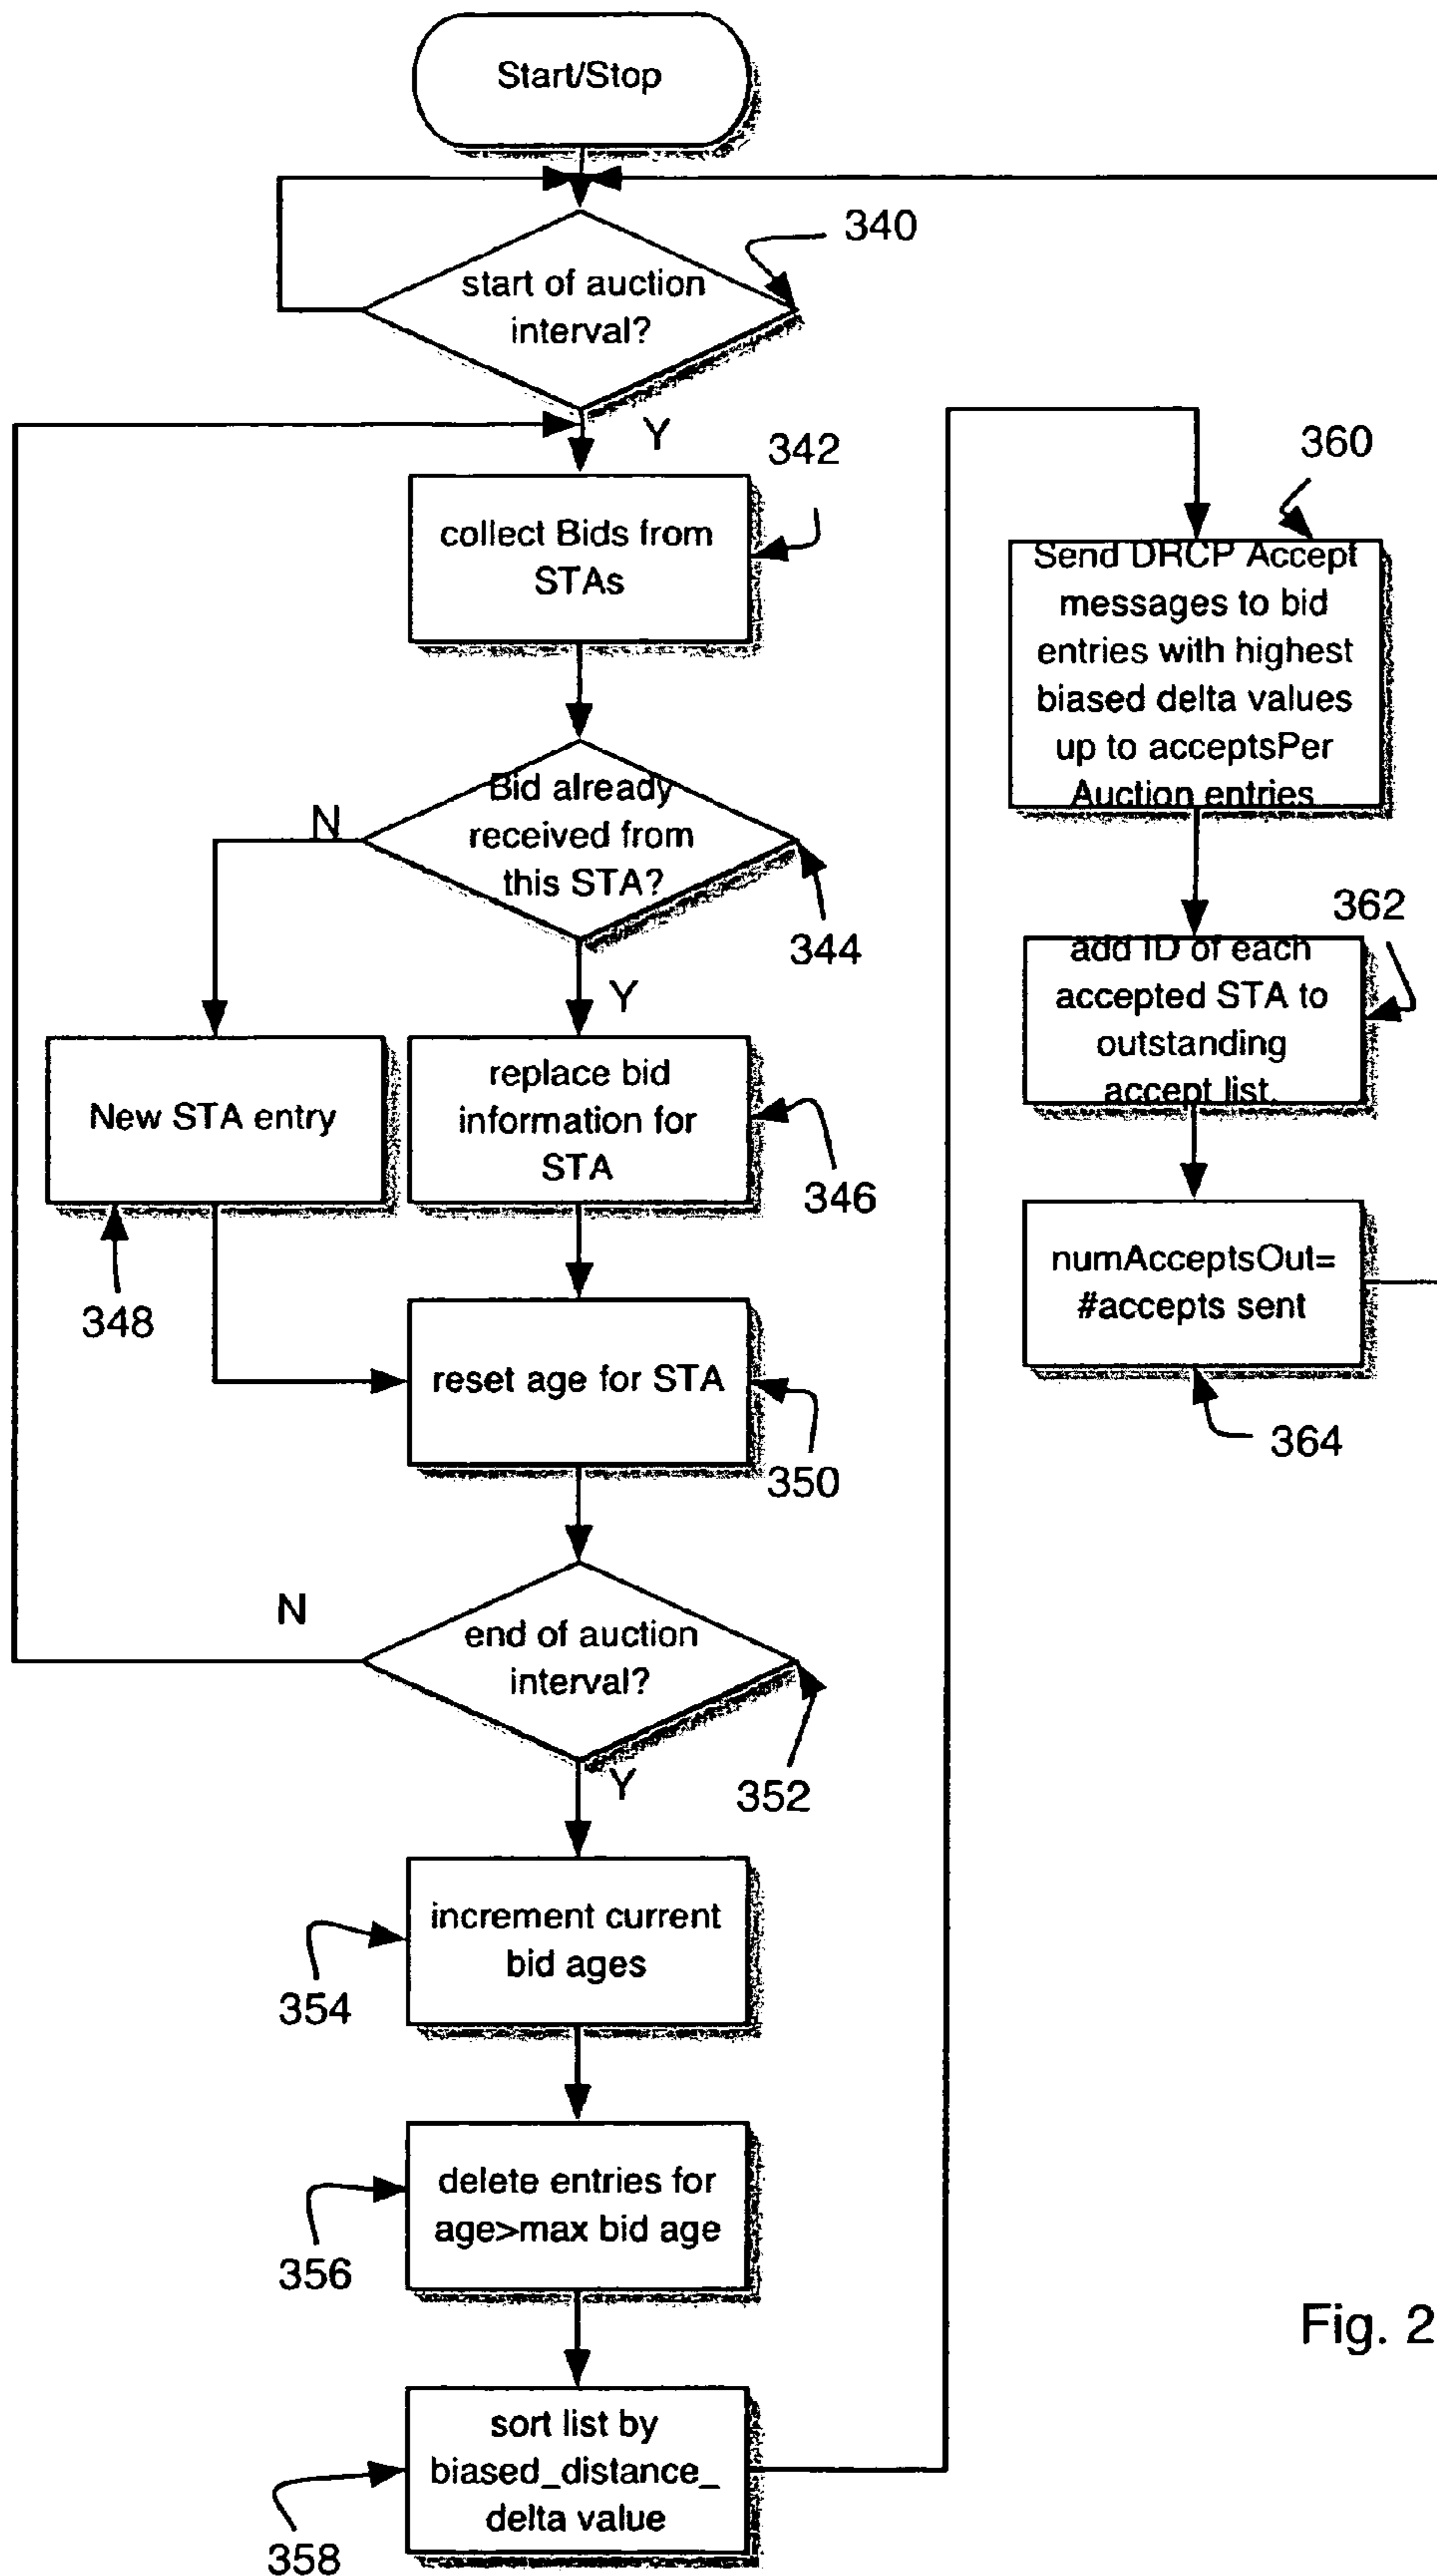 Start/Stop
340
start of auction
interval?
Y
342
collect Bids from
STAs
Bid already
received from
this STA?
N
344
Y
New STA entry
348
replace bid
information for
STA
346
reset age for STA
350
end of auction
interval?
N
352
Y
increment current
bid ages
354
delete entries for
age>max bid age
356
sort list by
biased_distance_
delta value
358
360
Send DRCP Accept
messages to bid
entries with highest
biased delta values
up to acceptsPer
Auction entries
362
add ID of each
accepted STA to
outstanding
accept list.
numAcceptsOut=
#accepts sent
364
Fig. 2